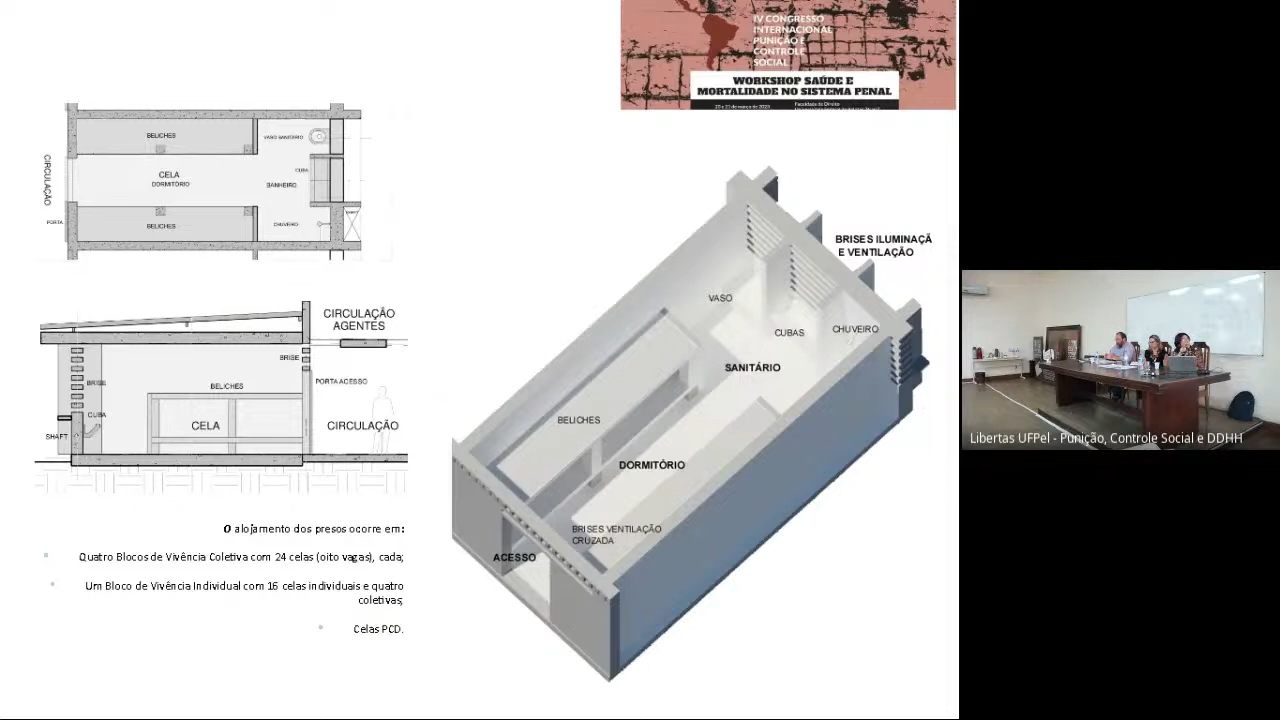 IV CONGRESSO
INTERNACIONAL
PUNIÇÃO E
CONTROLE
SOCIAL
WORKSHOP SAÚDE E
MORTALIDADE NO SISTEMA PENAL
Faculdade de Direito
BELICHES
VASO SANITÁRIO
CIRCULAÇÃO
CELA
DORMITÓRIO
CUBA
BANHEIRO
PORTA
BELICHES
CHUVEIRO
SHAFT
CIRCULAÇÃO
AGENTES
BRISE
BRISE
BELICHES
PORTA ACESSO
CUBA
CELA
CIRCULAÇÃO
SHAFT
O alojamento dos presos ocorre em:
Quatro Blocos de Vivência Coletiva com 24 celas (oito vagas), cada;
Um Bloco de Vivência Individual com 16 celas individuais e quatro
coletivas;
Celas PCD.
BRISES ILUMINAÇÃ
E VENTILAÇÃO
VASO
CUBAS
CHUVEIRO
SANITÁRIO
BELICHES
DORMITÓRIO
BRISES VENTILAÇÃO
CRUZADA
ACESSO
Libertas UFPel - Punição, Controle Social e DDHH